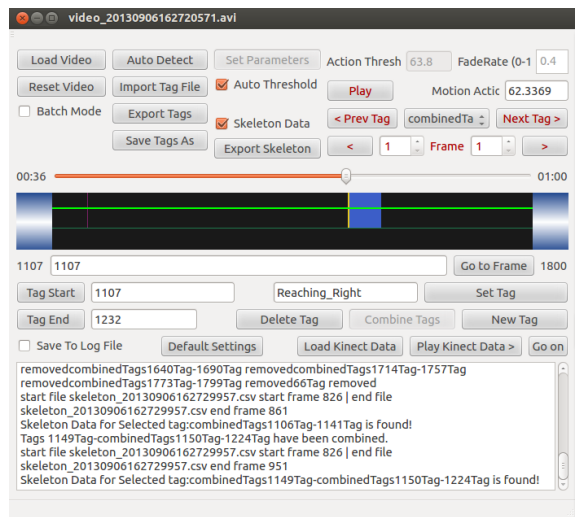 video_20130906162720571.avi
Load Video Auto Detect Set Parameters Action Thresh 63.8 FadeRate (0-1 0.4
Reset Video Import Tag File Auto Threshold Play Motion Actic 62.3369
Batch Mode Export Tags Skeleton Data < Prev Tag combinedTa Next Tag >
Save Tags As Export Skeleton < 1 Frame 1 >
00:36 01:00
1107 1107 Go to Frame 1800
Tag Start 1107 Reaching_Right Set Tag
Tag End 1232 Delete Tag Combine Tags New Tag
Save To Log File Default Settings Load Kinect Data Play Kinect Data > Go on
removedcombinedTags1640Tag-1690Tag removedcombinedTags1714Tag-1757Tag
removedcombinedTags1773Tag-1799Tag removed66Tag removed
start file skeleton_20130906162729957.csv start frame 826 | end file
skeleton_20130906162729957.csv end frame 861
Skeleton Data for Selected tag:combinedTags1106Tag-1141Tag is found!
Tags 1149Tag-combinedTags1150Tag-1224Tag have been combined.
start file skeleton_20130906162729957.csv start frame 826 | end file
skeleton_20130906162729957.csv end frame 951
Skeleton Data for Selected tag:combinedTags1149Tag-combinedTags1150Tag-1224Tag is found!